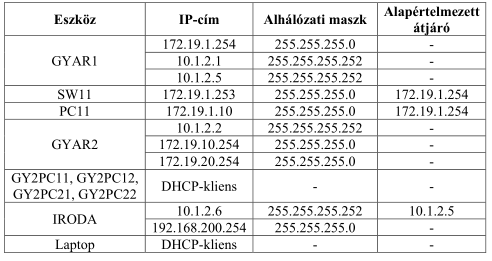 Eszköz IP-cím Alhálózati maszk Alapértelmezett átjáró
GYAR1 172.19.1.254 255.255.255.0 -
10.1.2.1 255.255.255.252 -
10.1.2.5 255.255.255.252 -
SW11 172.19.1.253 255.255.255.0 172.19.1.254
PC11 172.19.1.10 255.255.255.0 172.19.1.254
GYAR2 10.1.2.2 255.255.255.252 -
172.19.10.254 255.255.255.0 -
172.19.20.254 255.255.255.0 -
GY2PC11, GY2PC12,
GY2PC21, GY2PC22 DHCP-kliens - -
IRODA 10.1.2.6 255.255.255.252 10.1.2.5
192.168.200.254 255.255.255.0 -
Laptop DHCP-kliens - -